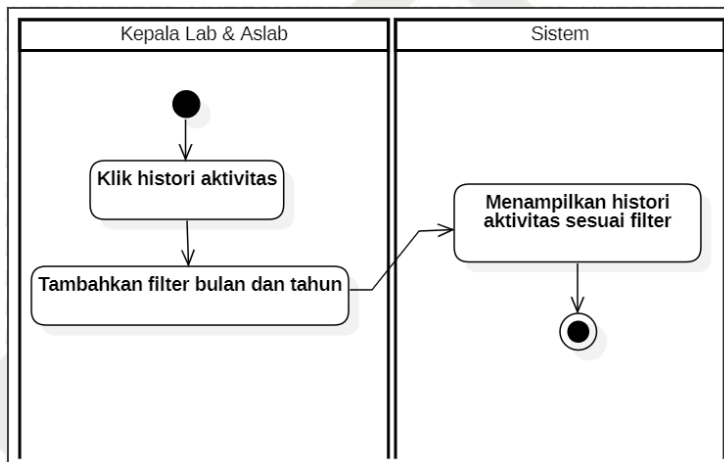 Kepala Lab & Aslab
Sistem
Klik histori aktivitas
Tambahkan filter bulan dan tahun
Menampilkan histori
aktivitas sesuai filter